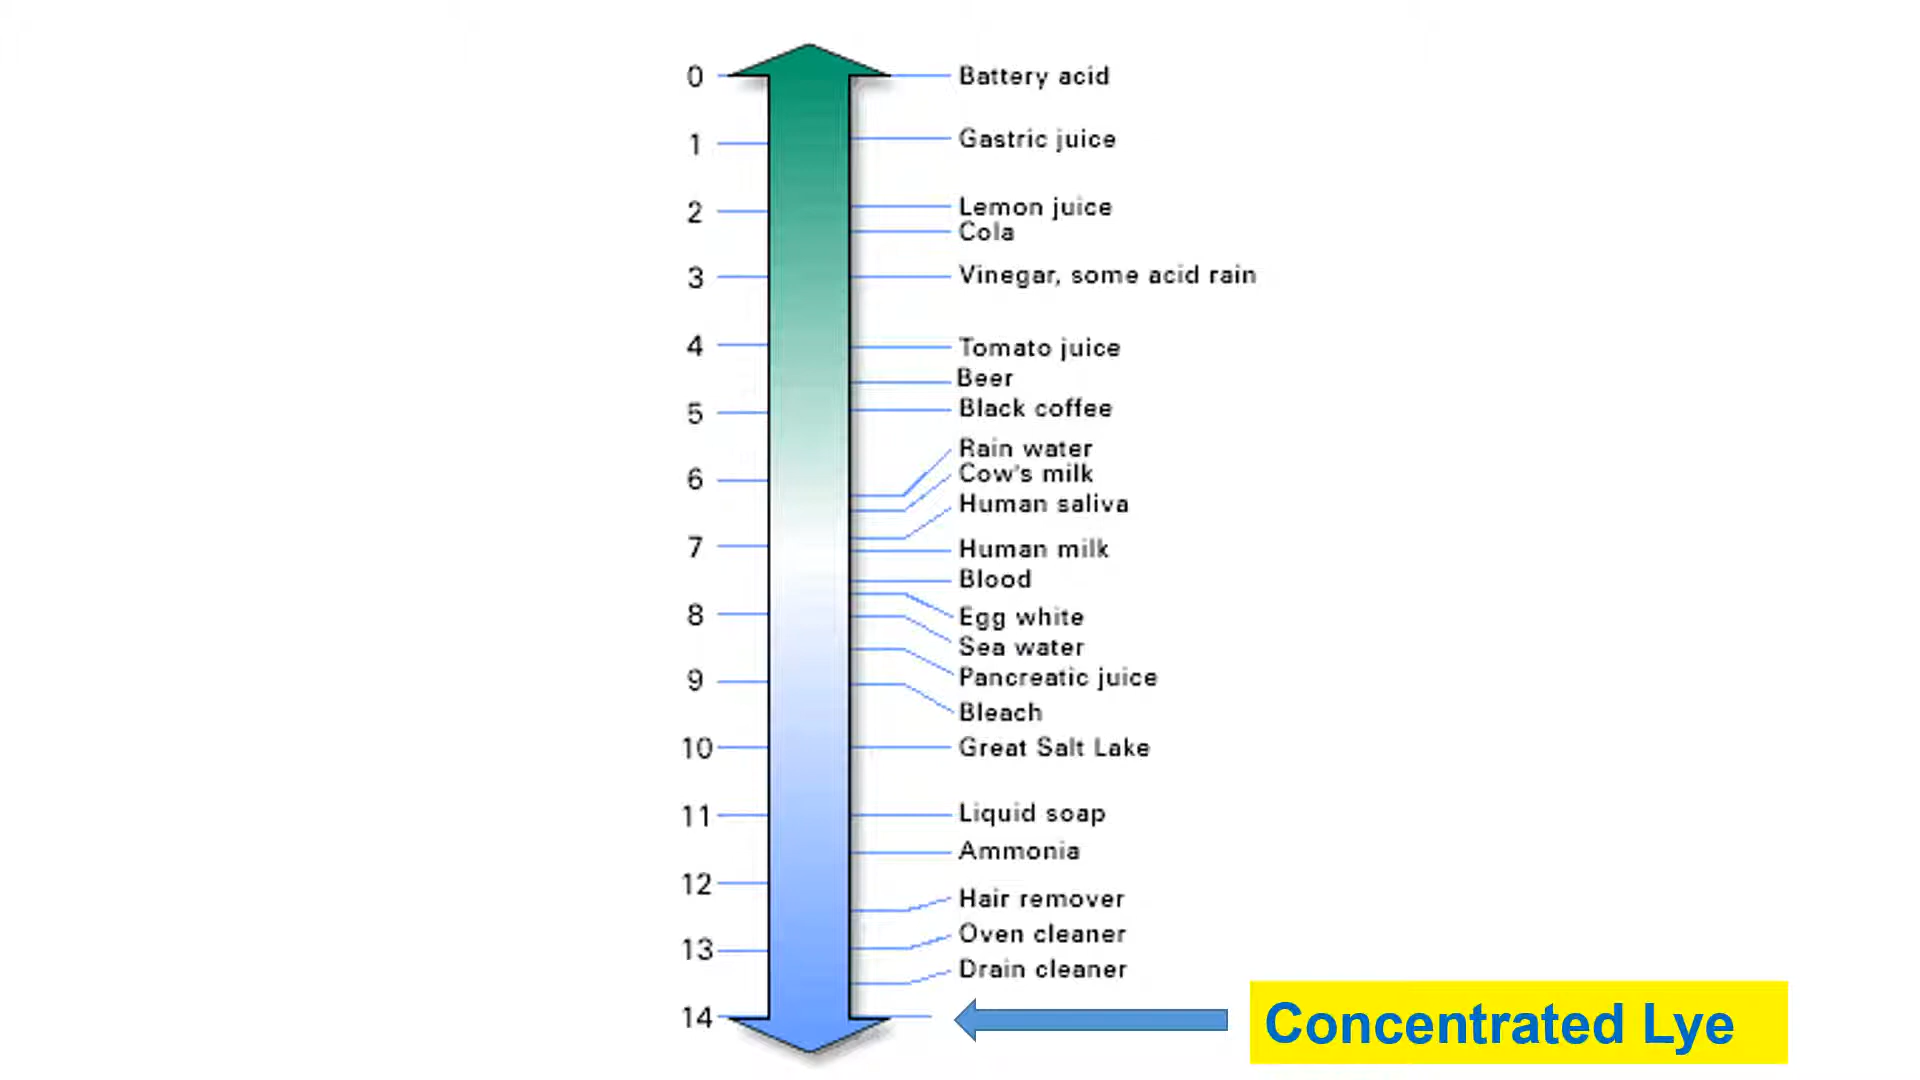 0 Battery acid
1 Gastric juice
2 Lemon juice
Cola
3 Vinegar, some acid rain
4 Tomato juice
Beer
5 Black coffee
Rain water
6 Cow's milk
Human saliva
7 Human milk
Blood
8 Egg white
Sea water
9 Pancreatic juice
Bleach
10 Great Salt Lake
11 Liquid soap
Ammonia
12 Hair remover
13 Oven cleaner
Drain cleaner
14 Concentrated Lye